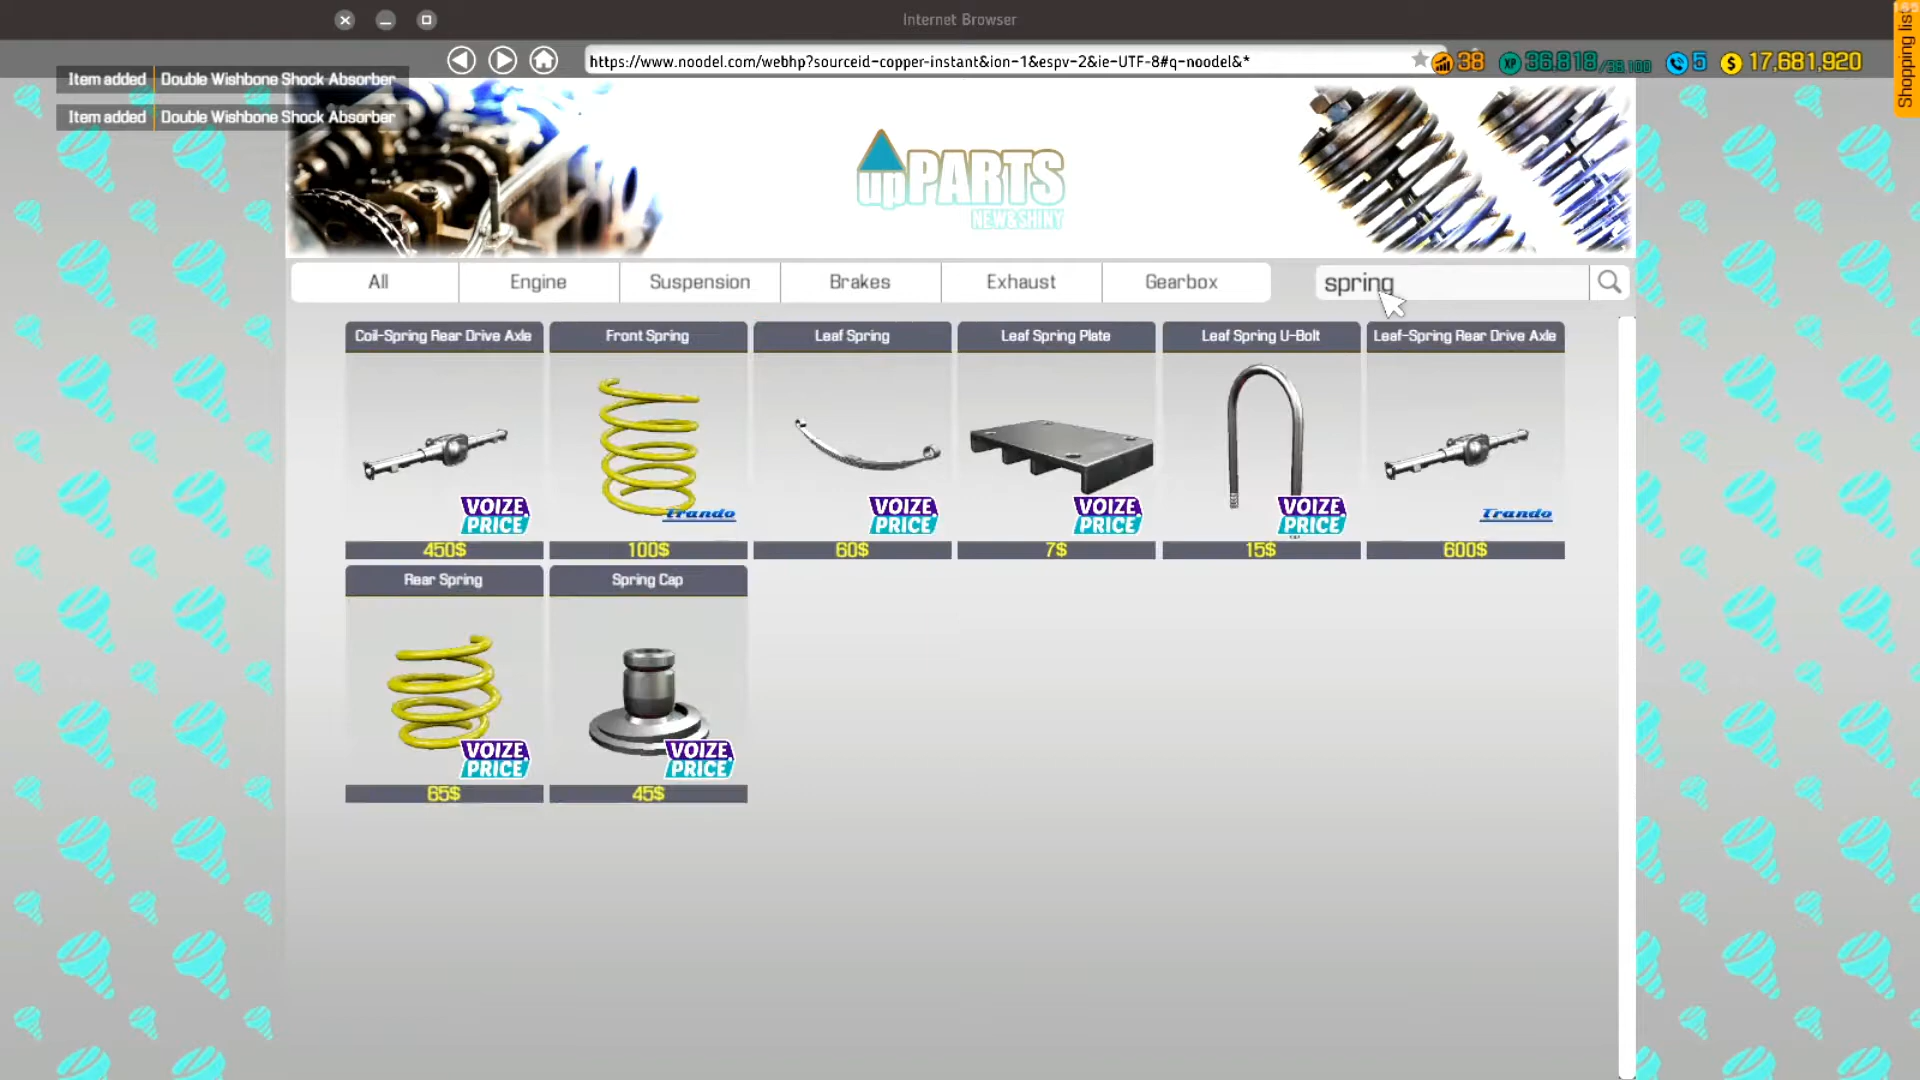 Internet Browser
165
Shopping list
https://www.noodel.com/webhp?sourceid-copper-instant&ion-1&espv-2&ie-UTF-8#q-noodel&*
38
XP 36,818/38,100
5
$ 17,681,920
Item added Double Wishbone Shock Absorber
Item added Double Wishbone Shock Absorber
upPARTS
NEW&SHINY
All Engine Suspension Brakes Exhaust Gearbox
spring
Coil-Spring Rear Drive Axle Front Spring Leaf Spring Leaf Spring Plate Leaf Spring U-Bolt Leaf-Spring Rear Drive Axle
VOIZE PRICE Trando VOIZE PRICE VOIZE PRICE VOIZE PRICE Trando
450$ 100$ 60$ 7$ 15$ 600$
Rear Spring Spring Cap
VOIZE PRICE VOIZE PRICE
65$ 45$